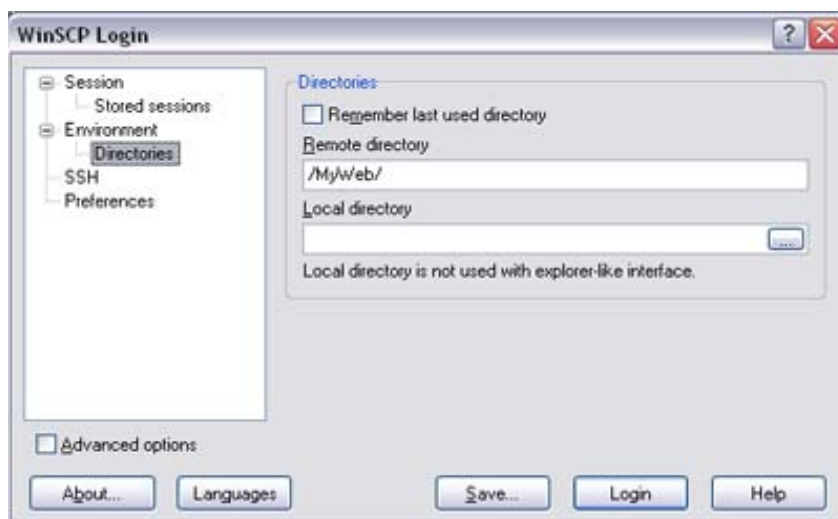 WinSCP Login
Session
Stored sessions
Environment
Directories
SSH
Preferences
Directories
Remember last used directory
Remote directory
/MyWeb/
Local directory
...
Local directory is not used with explorer-like interface.
Advanced options
About... Languages Save... Login Help